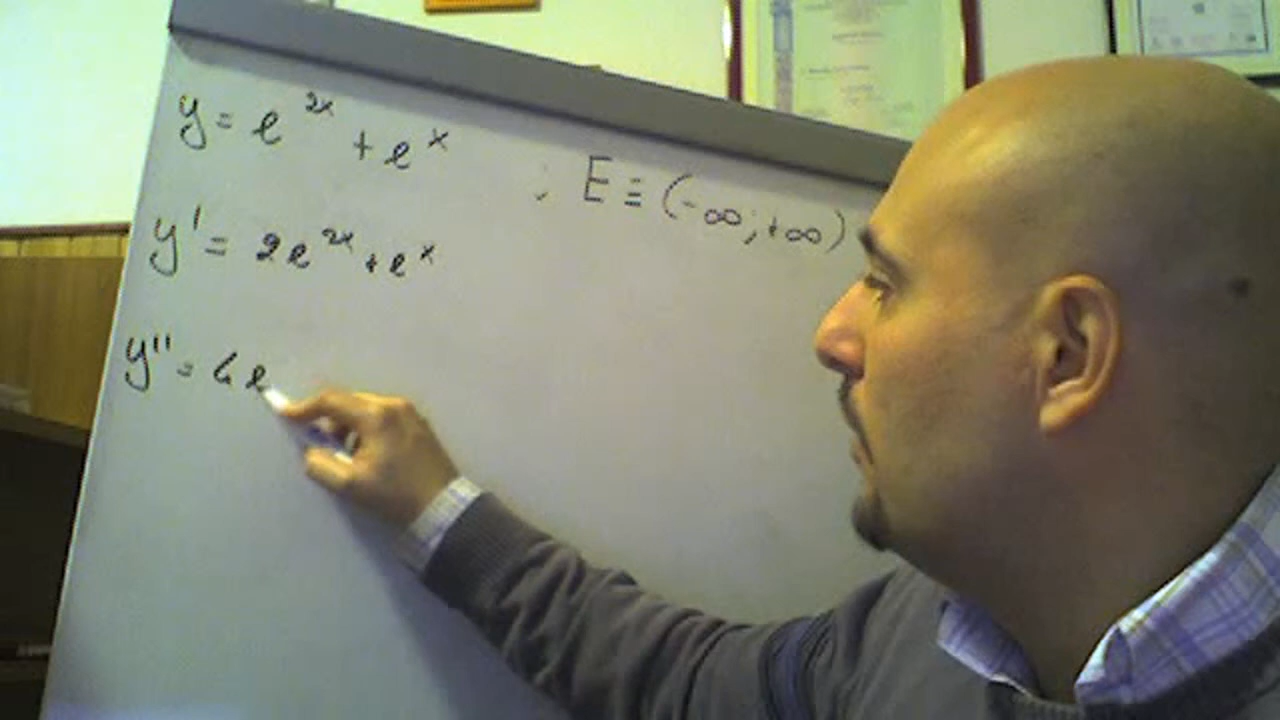 y = e^{2x} + e^x ; E ≡ (-∞;+∞)
y' = 2e^{2x} + e^x
y'' = 4e